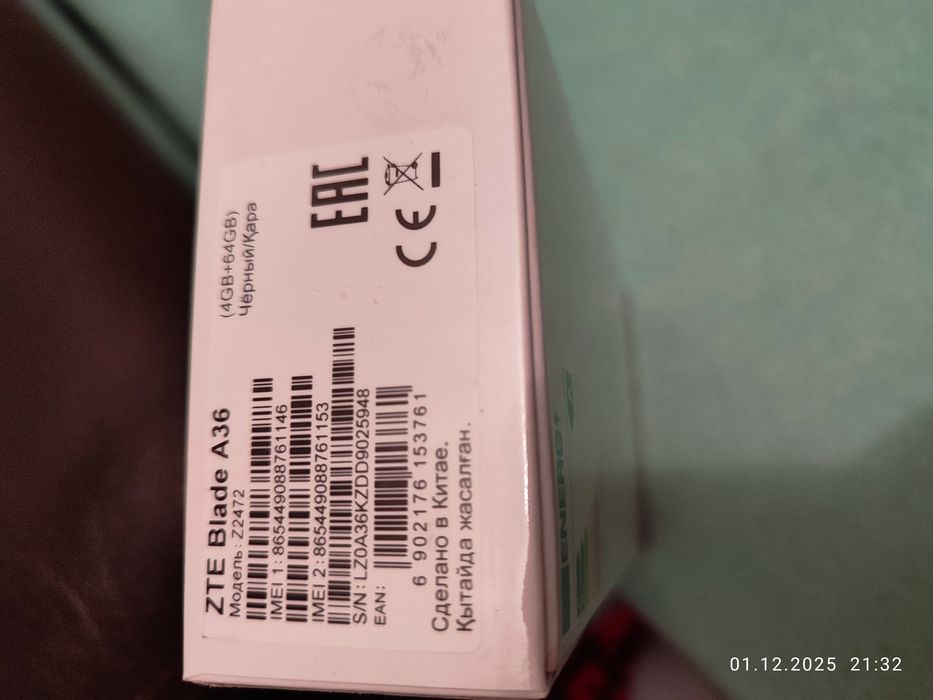 ZTE Blade A36
(4GB+64GB)
Модель: Z2472
Чёрный/Қара
IMEI 1: 865449088761146
IMEI 2: 865449088761153
S/N: LZ0A36KZDD9025948
EAN:
6 902176 153761
Сделано в Китае.
Қытайда жасалған.
EAC
CE
ENERG
01.12.2025 21:32